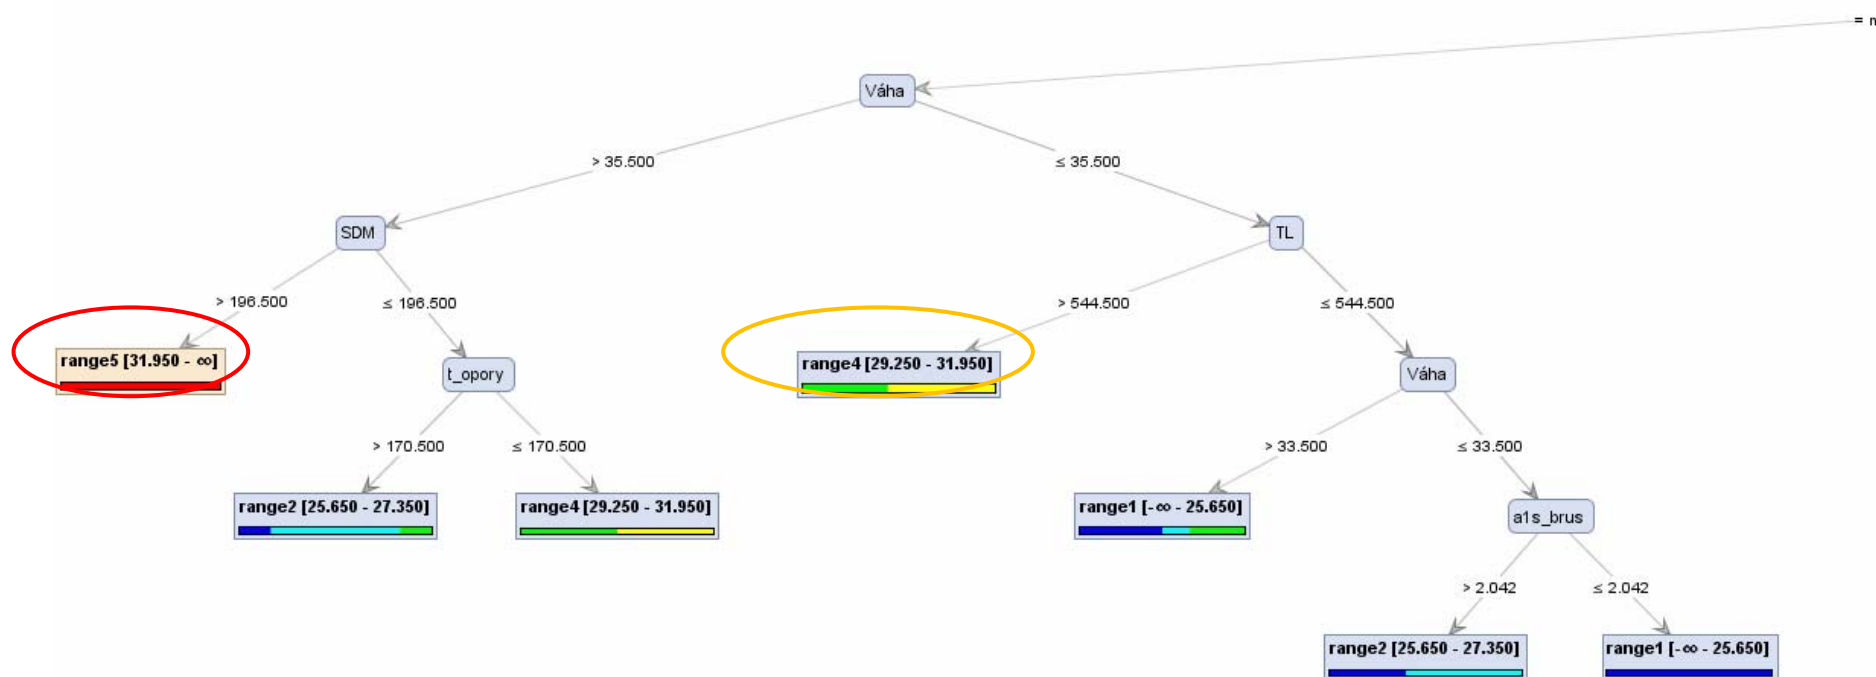 = n
Váha
> 35.500
≤ 35.500
SDM
TL
> 196.500
≤ 196.500
> 544.500
≤ 544.500
range5 [31.950 - ∞]
t_opory
range4 [29.250 - 31.950]
Váha
> 170.500
≤ 170.500
> 33.500
≤ 33.500
range2 [25.650 - 27.350]
range4 [29.250 - 31.950]
range1 [-∞ - 25.650]
a1s_brus
> 2.042
≤ 2.042
range2 [25.650 - 27.350]
range1 [-∞ - 25.650]